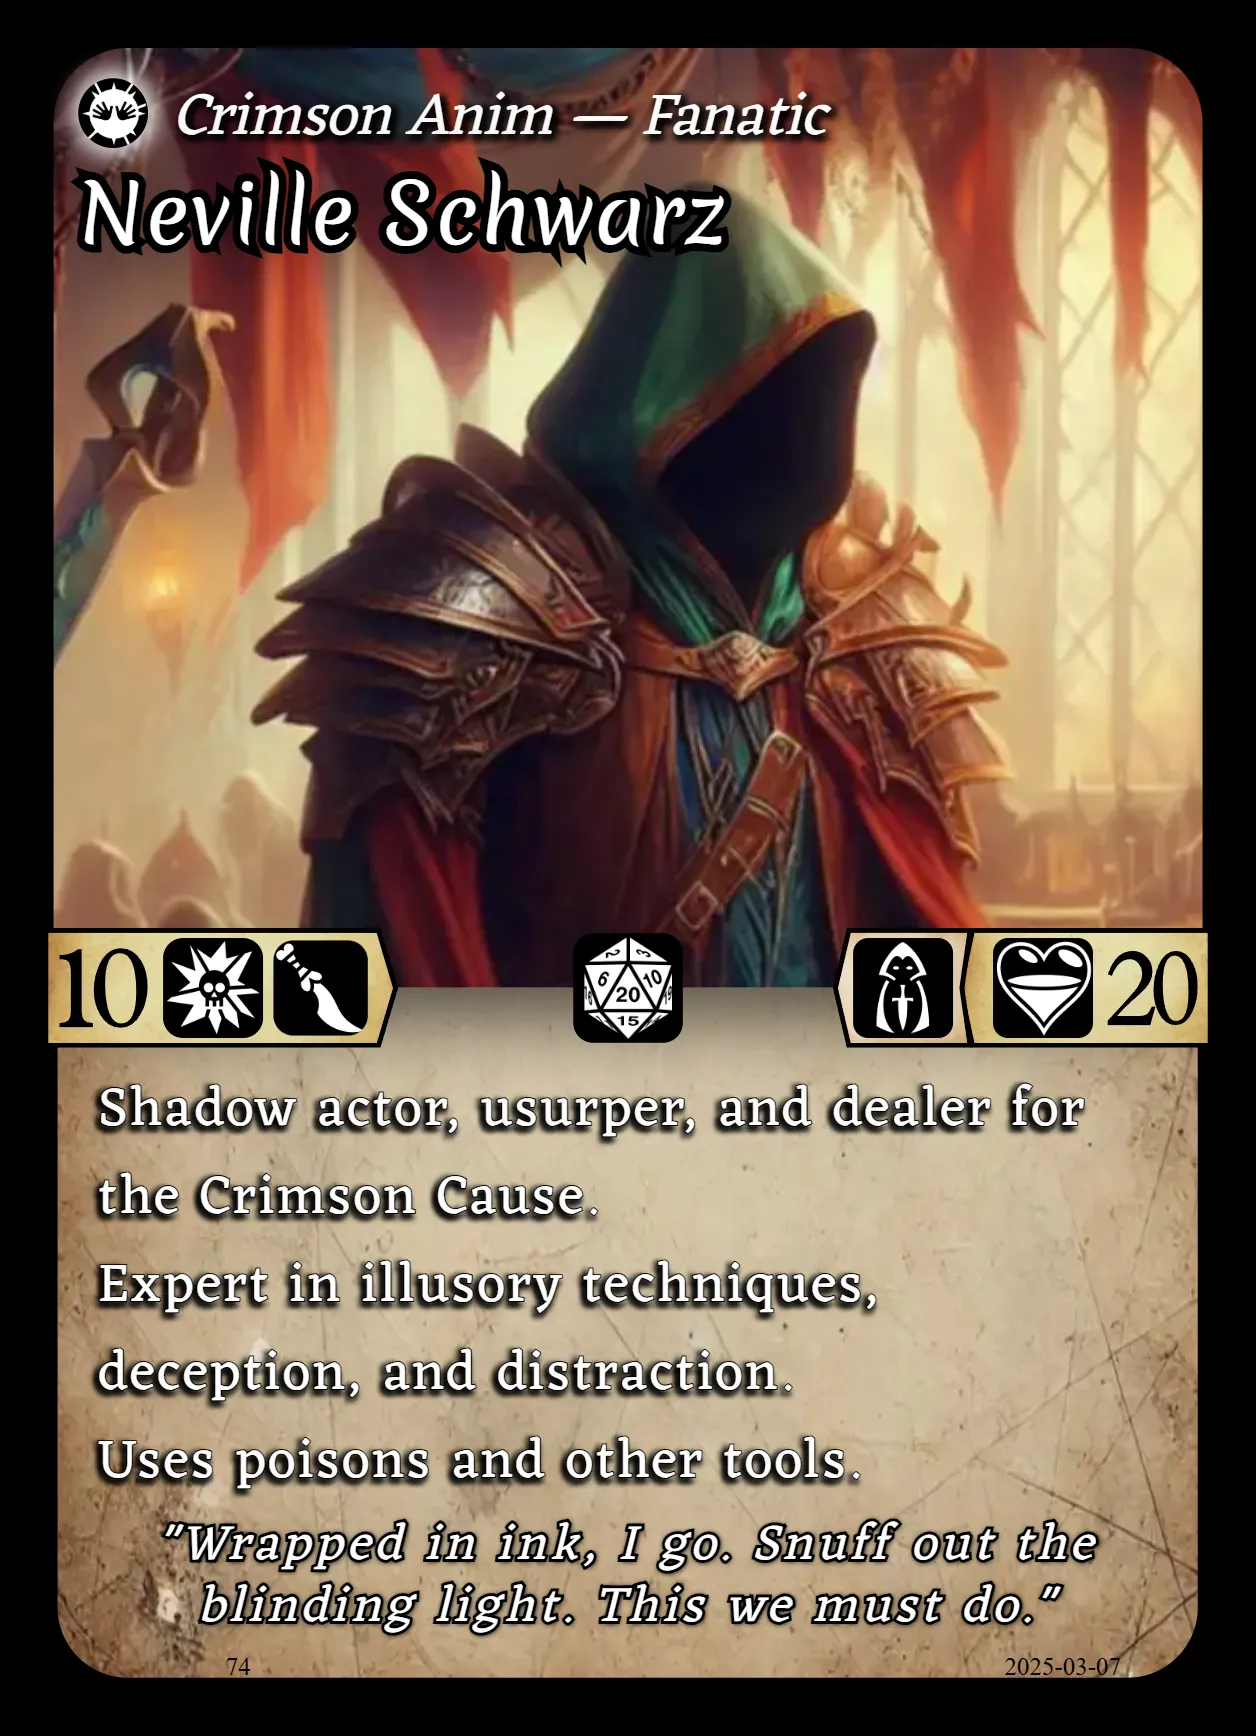 Crimson Anim — Fanatic
Neville Schwarz
10
2 3
6 10
20
15
20
Shadow actor, usurper, and dealer for
the Crimson Cause.
Expert in illusory techniques,
deception, and distraction.
Uses poisons and other tools.
"Wrapped in ink, I go. Snuff out the
blinding light. This we must do."
74 2025-03-07